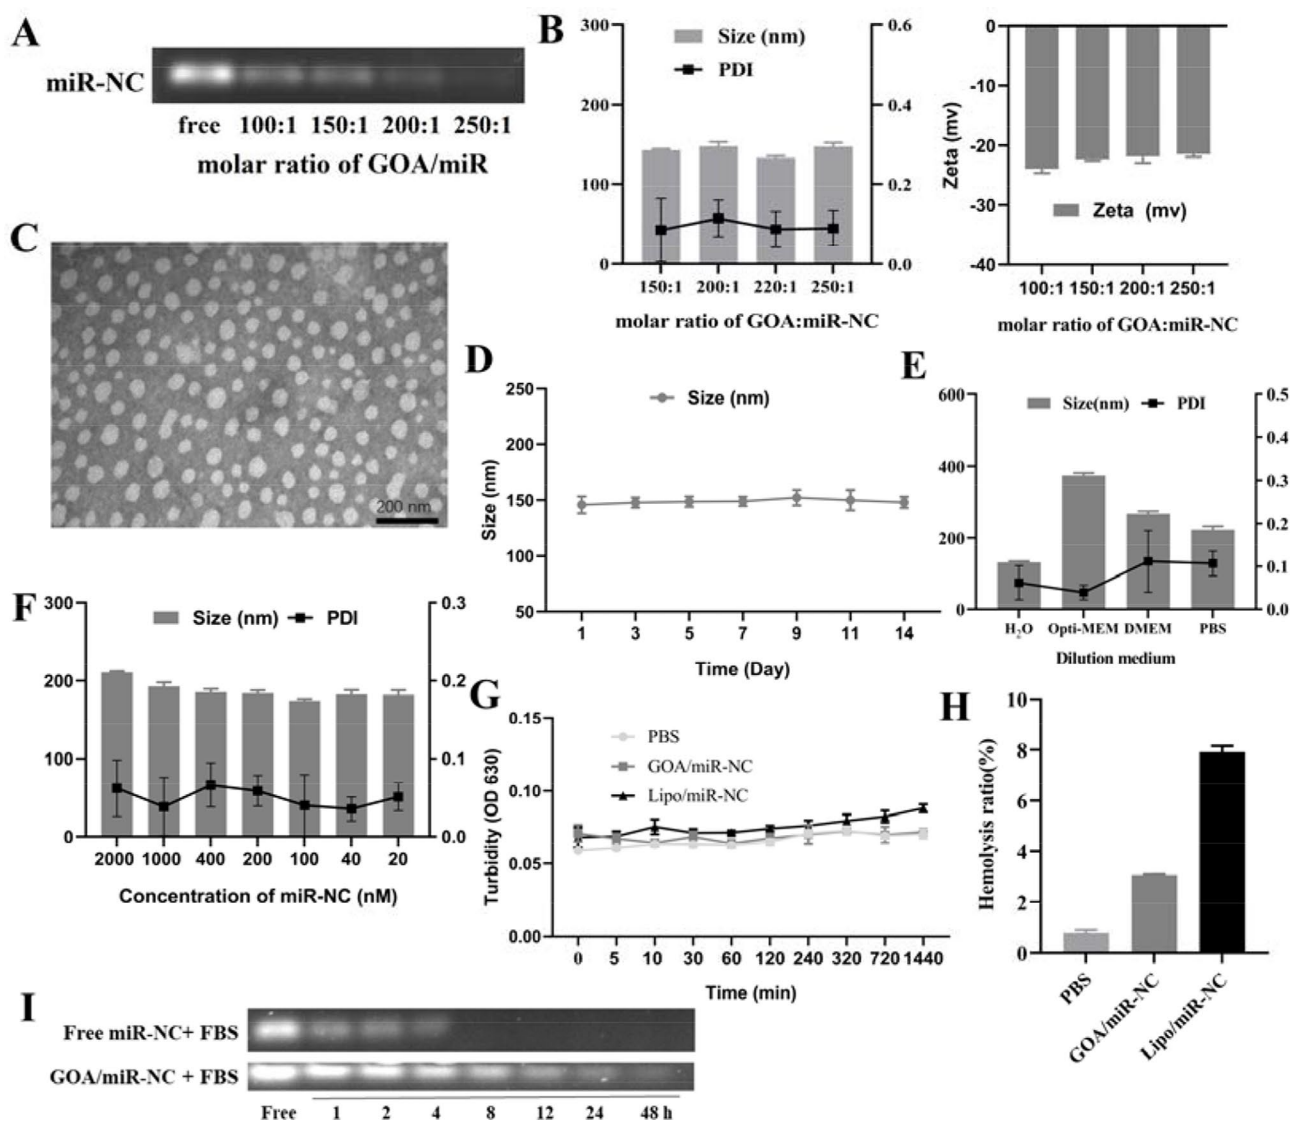 A
miR-NC
free 100:1 150:1 200:1 250:1
molar ratio of GOA/miR
B
300
200
100
0
Size (nm)
PDI
0.6
0.4
0.2
0.0
150:1 200:1 220:1 250:1
molar ratio of GOA:miR-NC
Zeta (mv)
0
-10
-20
-30
-40
Zeta (mv)
100:1 150:1 200:1 250:1
molar ratio of GOA:miR-NC
C
200 nm
D
Size (nm)
250
200
150
100
50
Size (nm)
1 3 5 7 9 11 14
Time (Day)
E
600
400
200
0
Size(nm) PDI
0.5
0.4
0.3
0.2
0.1
0.0
H₂O Opti-MEM DMEM PBS
Dilution medium
F
300
200
100
0
Size (nm) PDI
0.3
0.2
0.1
0.0
2000 1000 400 200 100 40 20
Concentration of miR-NC (nM)
G
Turbidity (OD 630)
0.15
0.10
0.05
0.00
PBS
GOA/miR-NC
Lipo/miR-NC
0 5 10 30 60 120 240 320 720 1440
Time (min)
H
Hemolysis ratio(%)
10
8
6
4
2
0
PBS
GOA/miR-NC
Lipo/miR-NC
I
Free miR-NC+ FBS
GOA/miR-NC + FBS
Free 1 2 4 8 12 24 48 h